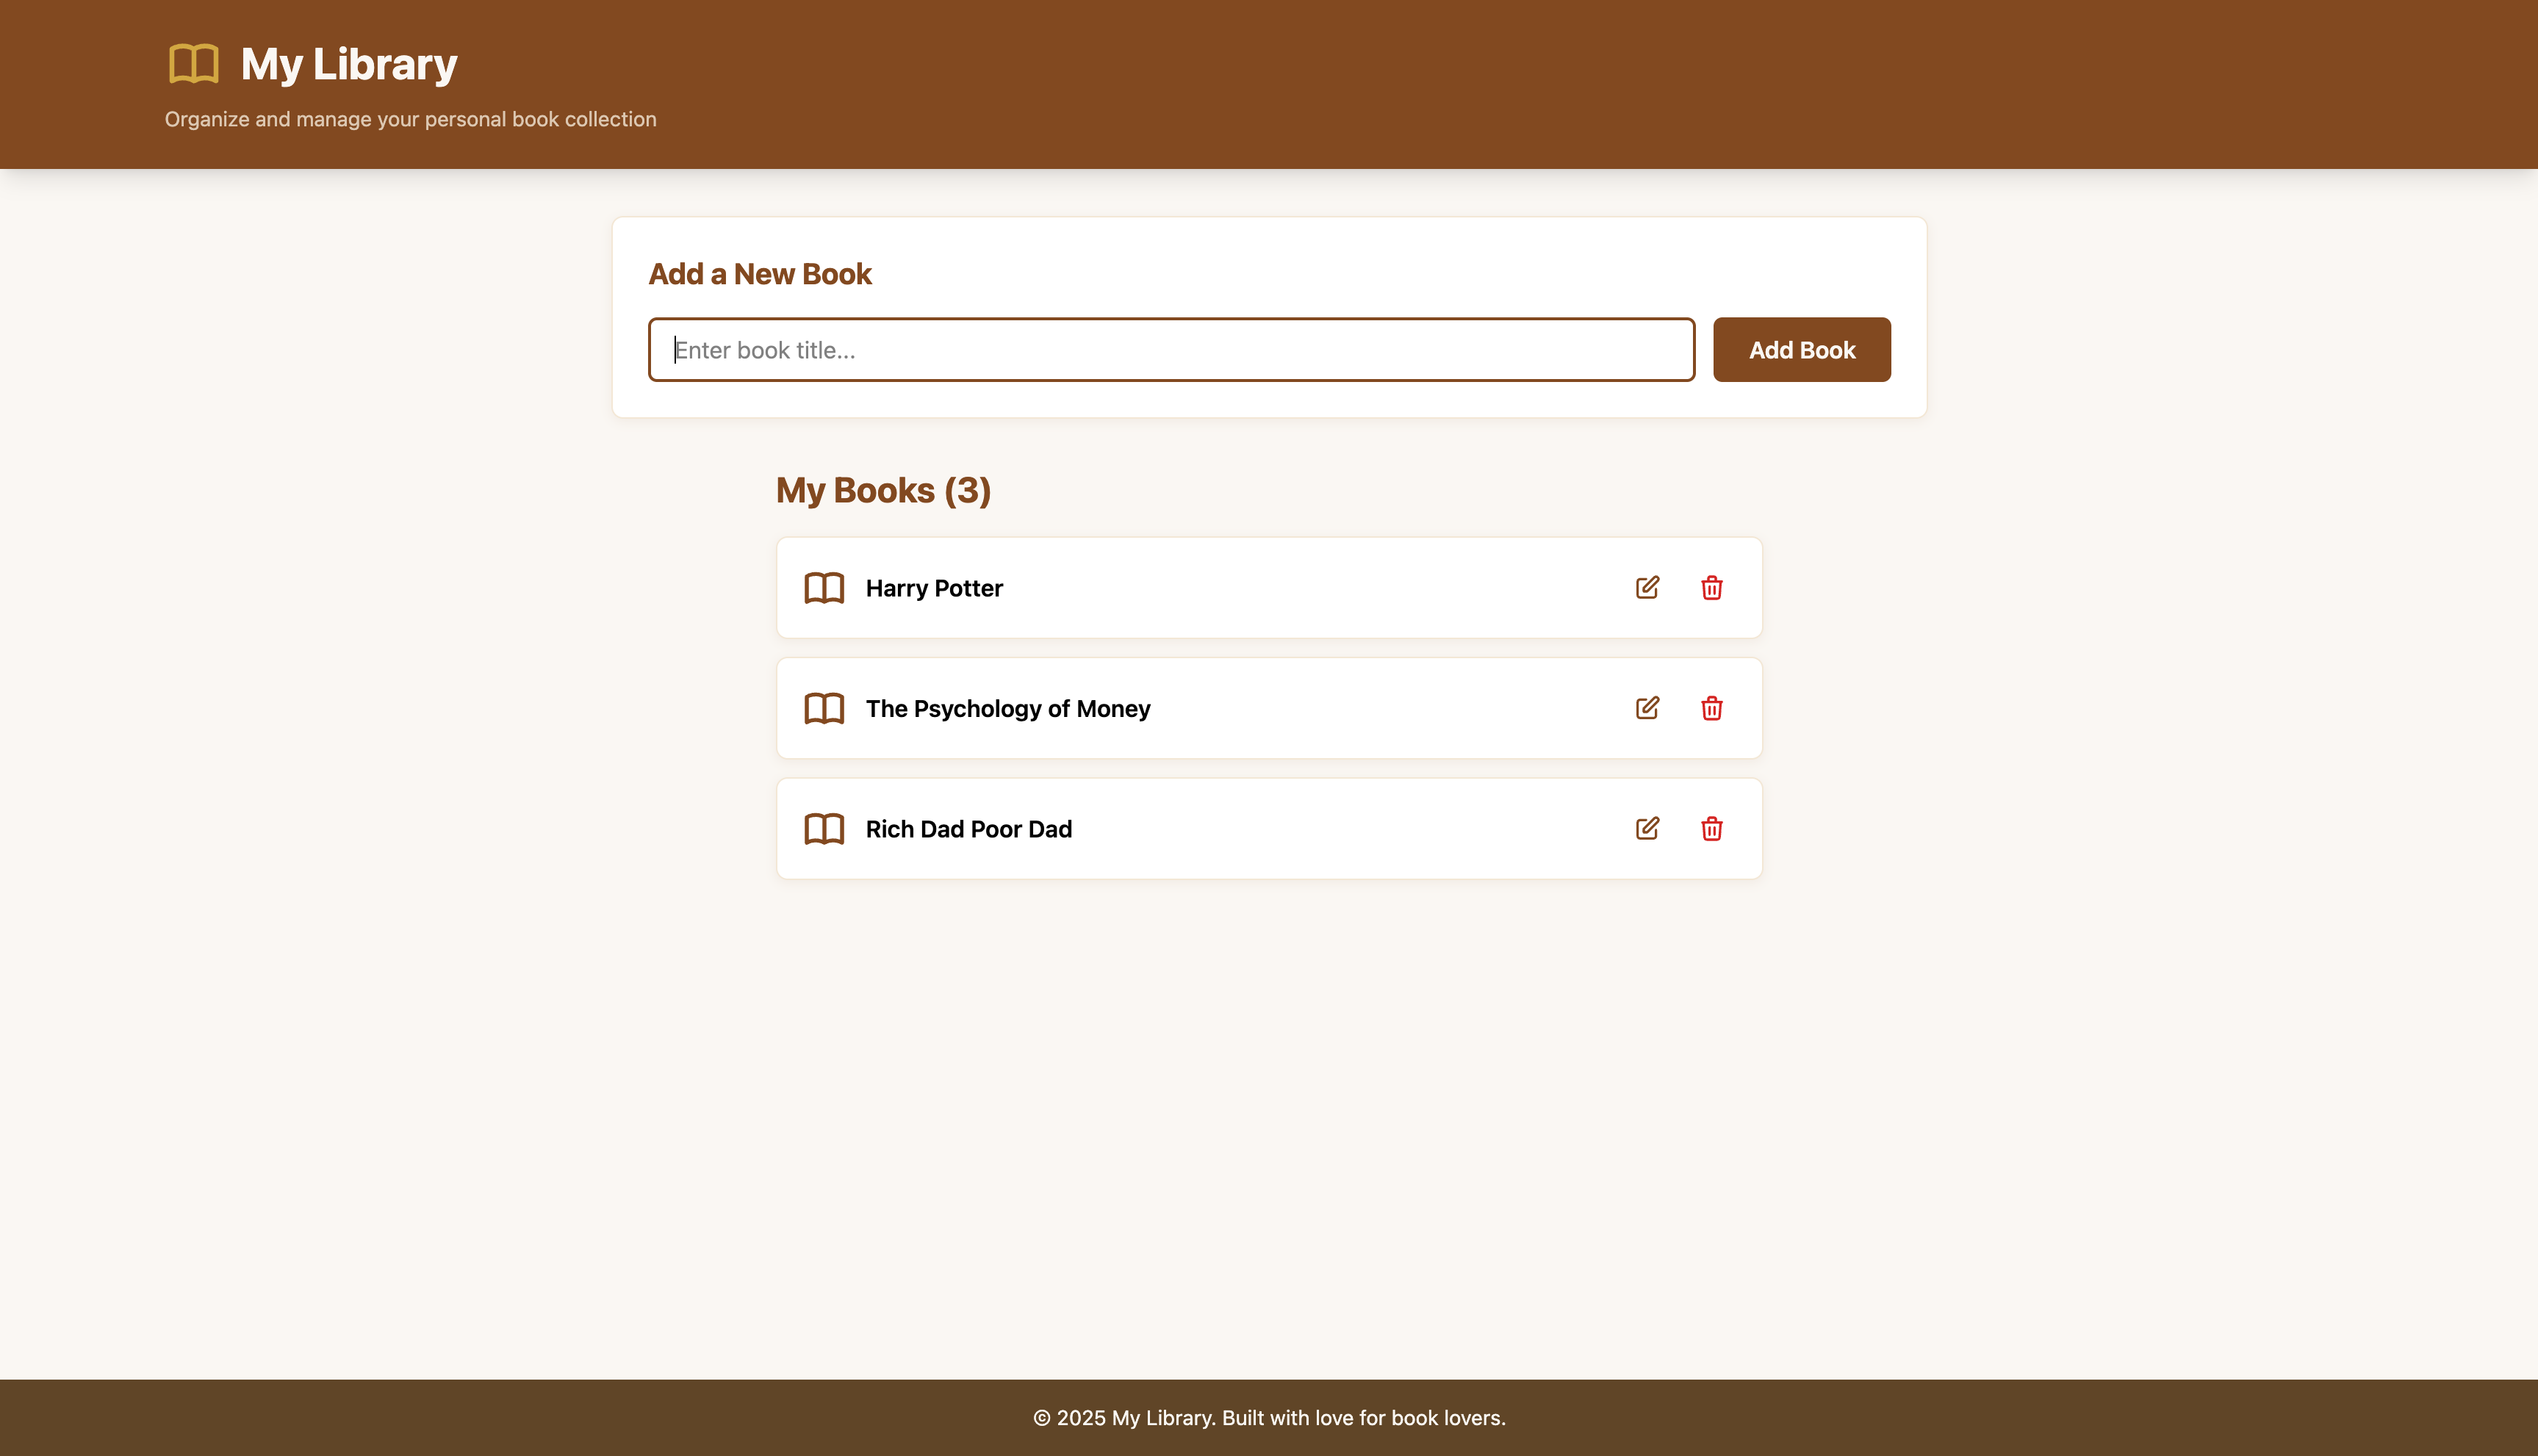 My Library
Organize and manage your personal book collection
Add a New Book
Enter book title...
Add Book
My Books (3)
Harry Potter
The Psychology of Money
Rich Dad Poor Dad
© 2025 My Library. Built with love for book lovers.